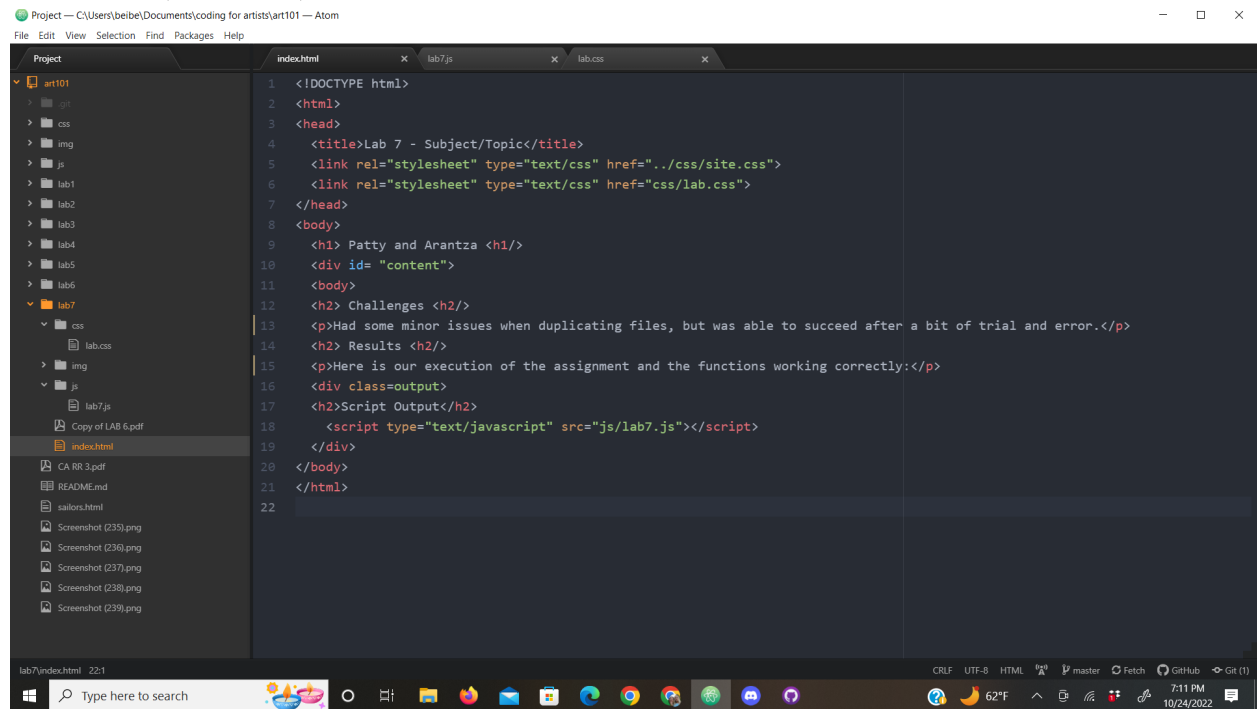 Project — C:\Users\beibe\Documents\coding for artists\art101 — Atom
File Edit View Selection Find Packages Help
Project
index.html
lab7.js
lab.css
art101
.git
css
img
js
lab1
lab2
lab3
lab4
lab5
lab6
lab7
css
lab.css
img
js
lab7.js
Copy of LAB 6.pdf
index.html
CA RR 3.pdf
README.md
sailors.html
Screenshot (235).png
Screenshot (236).png
Screenshot (237).png
Screenshot (238).png
Screenshot (239).png
1 <!DOCTYPE html>
2 <html>
3 <head>
4 <title>Lab 7 - Subject/Topic</title>
5 <link rel="stylesheet" type="text/css" href="../css/site.css">
6 <link rel="stylesheet" type="text/css" href="css/lab.css">
7 </head>
8 <body>
9 <h1> Patty and Arantza <h1/>
10 <div id= "content">
11 <body>
12 <h2> Challenges <h2/>
13 <p>Had some minor issues when duplicating files, but was able to succeed after a bit of trial and error.</p>
14 <h2> Results <h2/>
15 <p>Here is our execution of the assignment and the functions working correctly:</p>
16 <div class=output>
17 <h2>Script Output</h2>
18 <script type="text/javascript" src="js/lab7.js"></script>
19 </div>
20 </body>
21 </html>
22
lab7\index.html 22:1
CRLF UTF-8 HTML master Fetch GitHub Git (1)
Type here to search
62°F
7:11 PM
10/24/2022